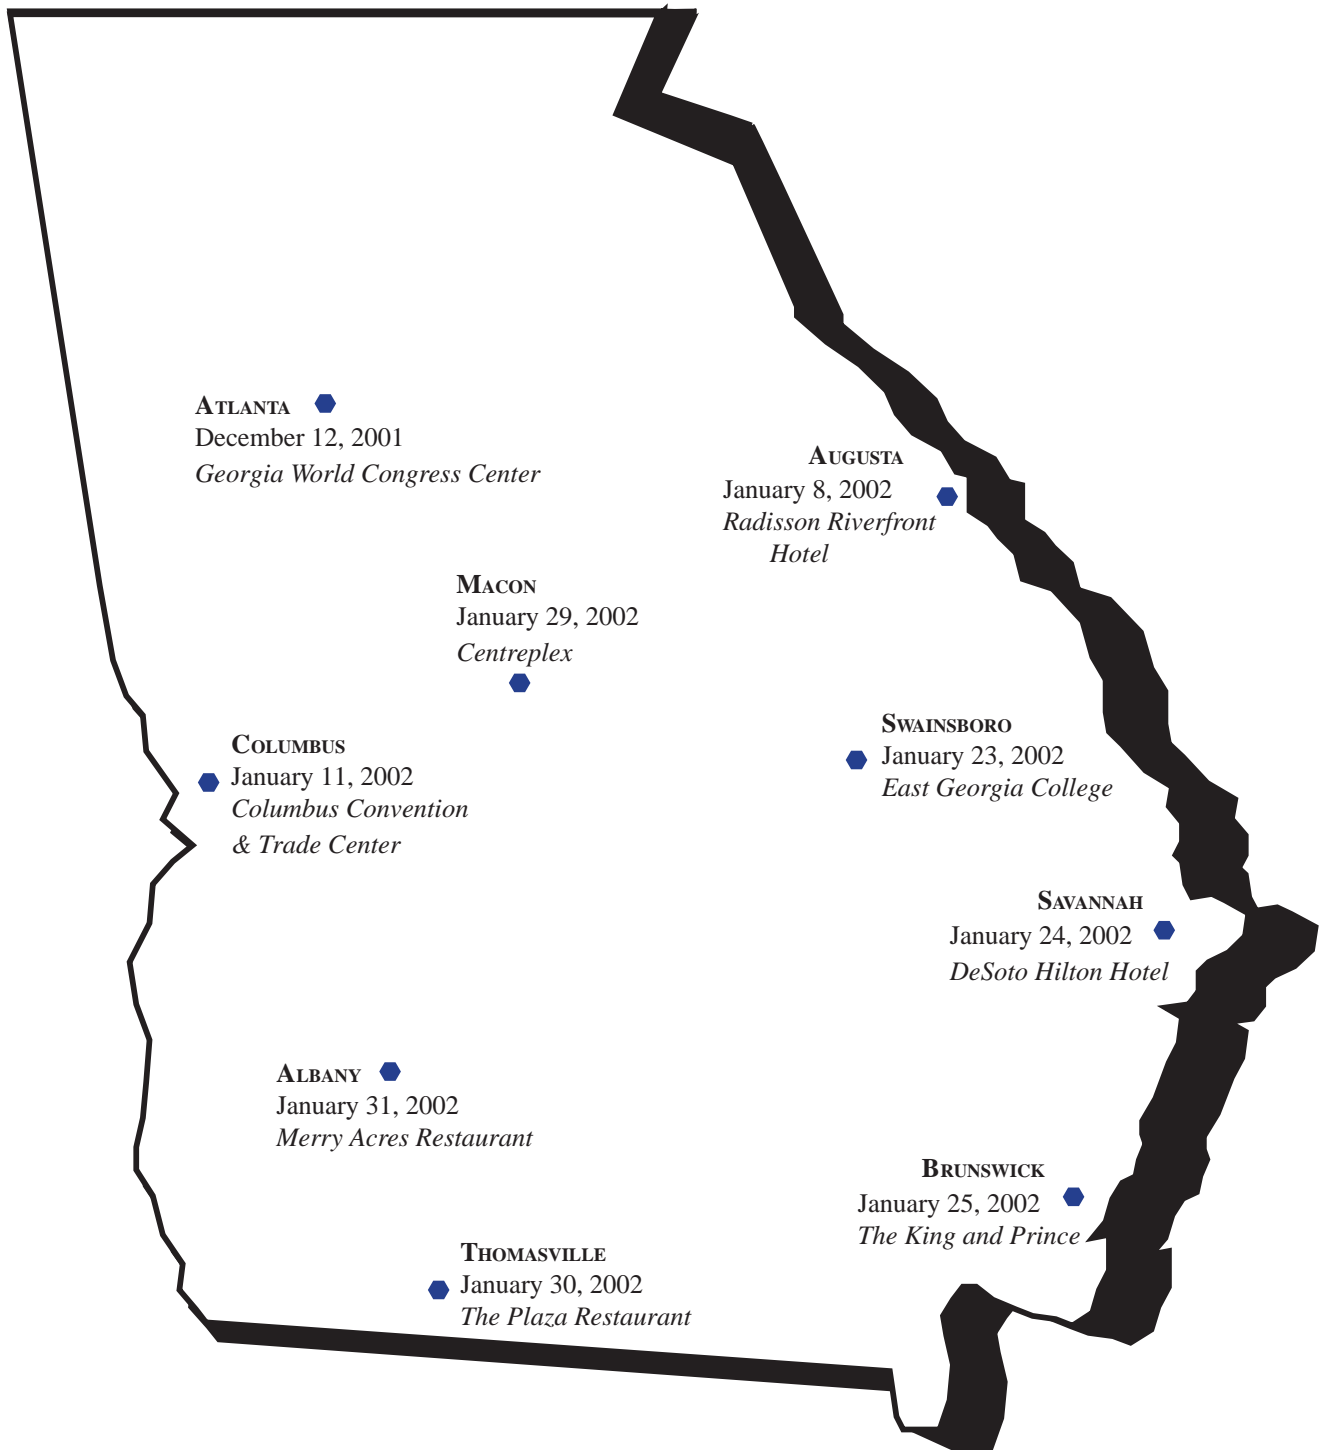 ATLANTA
December 12, 2001
Georgia World Congress Center
AUGUSTA
January 8, 2002
Radisson Riverfront
Hotel
MACON
January 29, 2002
Centreplex
SWAINSBORO
January 23, 2002
East Georgia College
COLUMBUS
January 11, 2002
Columbus Convention
& Trade Center
SAVANNAH
January 24, 2002
DeSoto Hilton Hotel
ALBANY
January 31, 2002
Merry Acres Restaurant
BRUNSWICK
January 25, 2002
The King and Prince
THOMASVILLE
January 30, 2002
The Plaza Restaurant